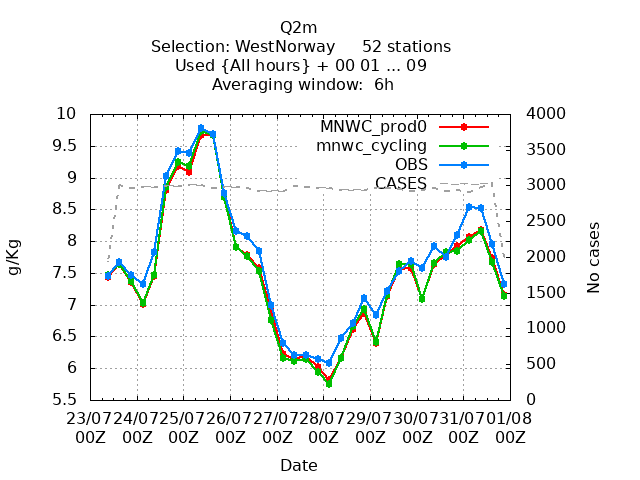 Q2m
Selection: WestNorway 52 stations
Used {All hours} + 00 01 ... 09
Averaging window: 6h
10 4000
9.5 3500
9 3000
8.5 2500
8 2000
7.5 1500
7 1000
6.5 500
6 0
5.5
MNWC_prod0
mnwc_cycling
OBS
CASES
g/Kg
No cases
23/07 24/07 25/07 26/07 27/07 28/07 29/07 30/07 31/07 01/08
00Z 00Z 00Z 00Z 00Z 00Z 00Z 00Z 00Z 00Z
Date